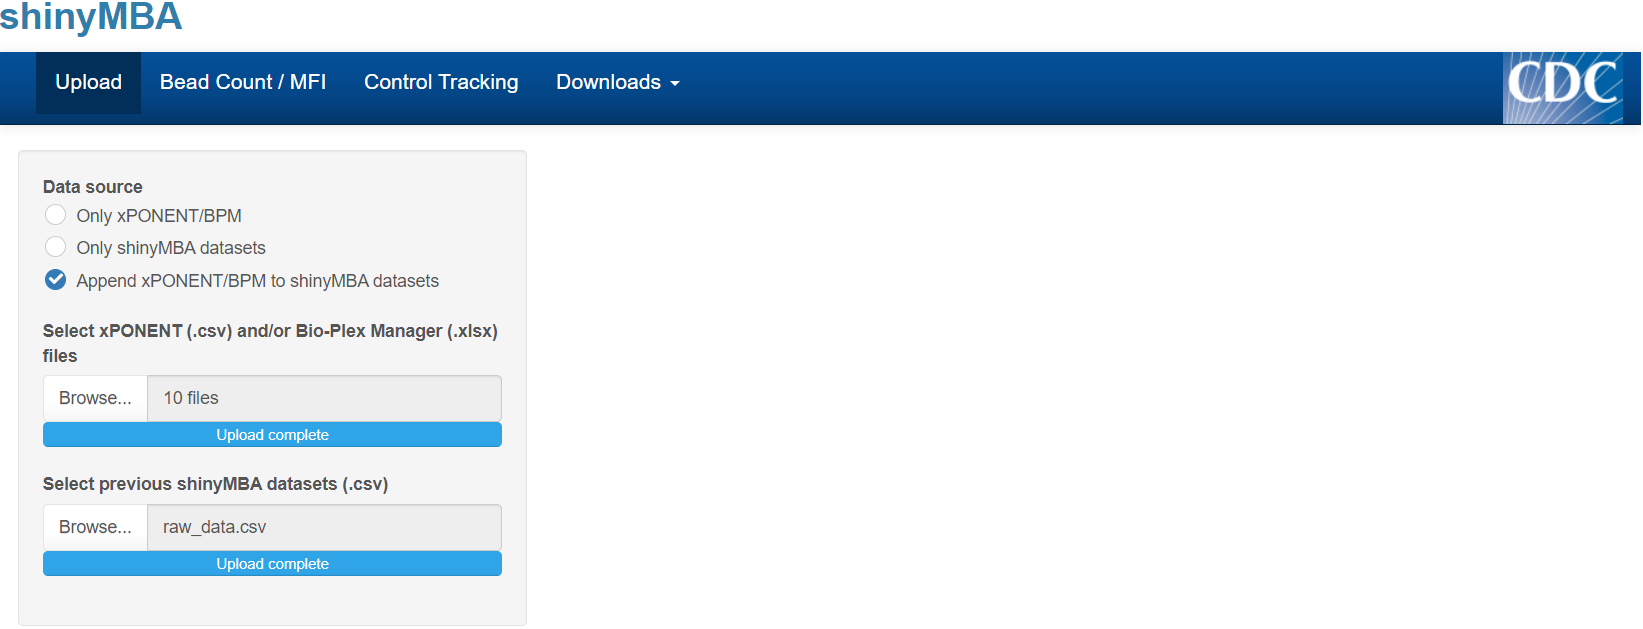 shinyMBA
Upload Bead Count / MFI Control Tracking Downloads
CDC
Data source
Only xPONENT/BPM
Only shinyMBA datasets
Append xPONENT/BPM to shinyMBA datasets
Select xPONENT (.csv) and/or Bio-Plex Manager (.xlsx)
files
Browse... 10 files
Upload complete
Select previous shinyMBA datasets (.csv)
Browse... raw_data.csv
Upload complete